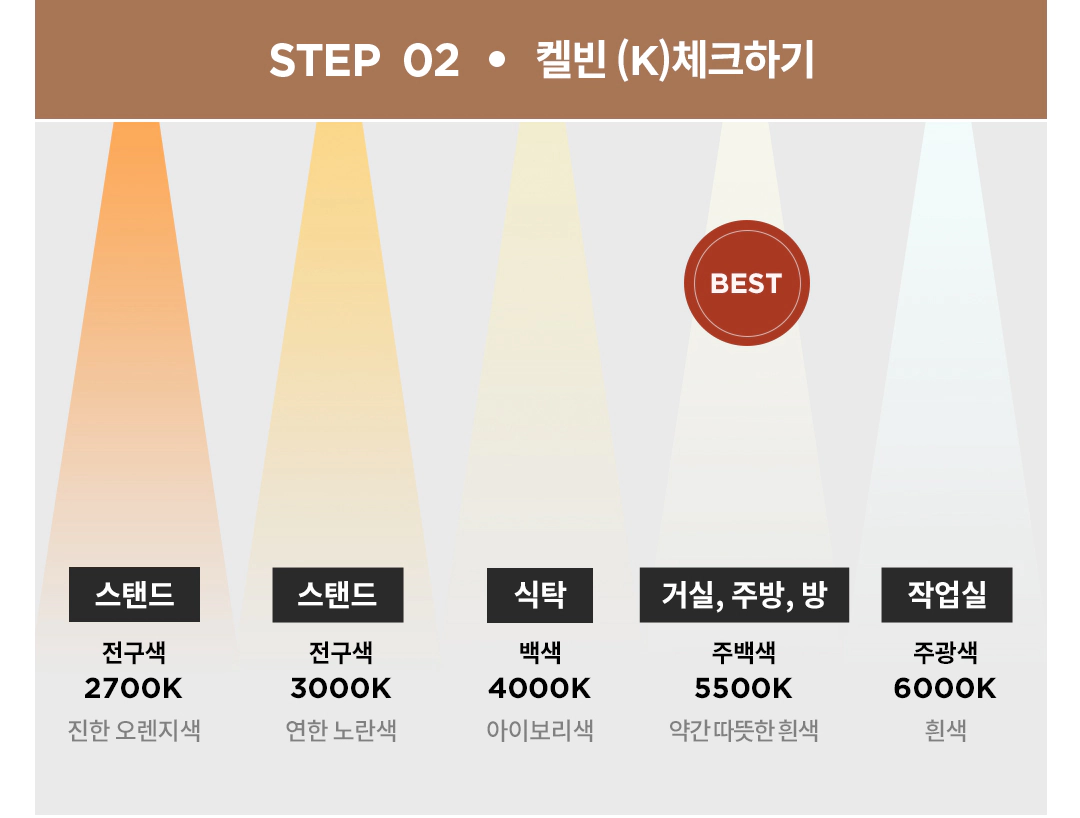 STEP 02 • 켈빈 (K)체크하기
BEST
스탠드
전구색
2700K
진한 오렌지색
스탠드
전구색
3000K
연한 노란색
식탁
백색
4000K
아이보리색
거실, 주방, 방
주백색
5500K
약간 따뜻한 흰색
작업실
주광색
6000K
흰색